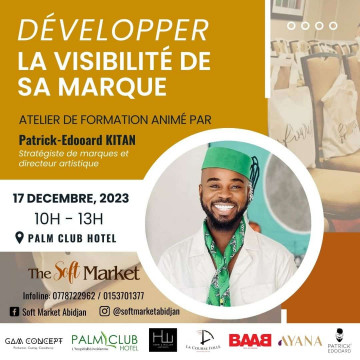 DÉVELOPPER
LA VISIBILITÉ DE
SA MARQUE
ATELIER DE FORMATION ANIMÉ PAR
Patrick-Edooard KITAN
Stratégiste de marques et
directeur artistique
17 DECEMBRE, 2023
10H - 13H
PALM CLUB HOTEL
The Soft Market
Infoline: 0778722962 / 0153701377
Soft Market Abidjan
@softmarketabidjan
GAM CONCEPT
PALM CLUB
HOTEL
BAAB
AYANA
PATRICK
EDOOARD